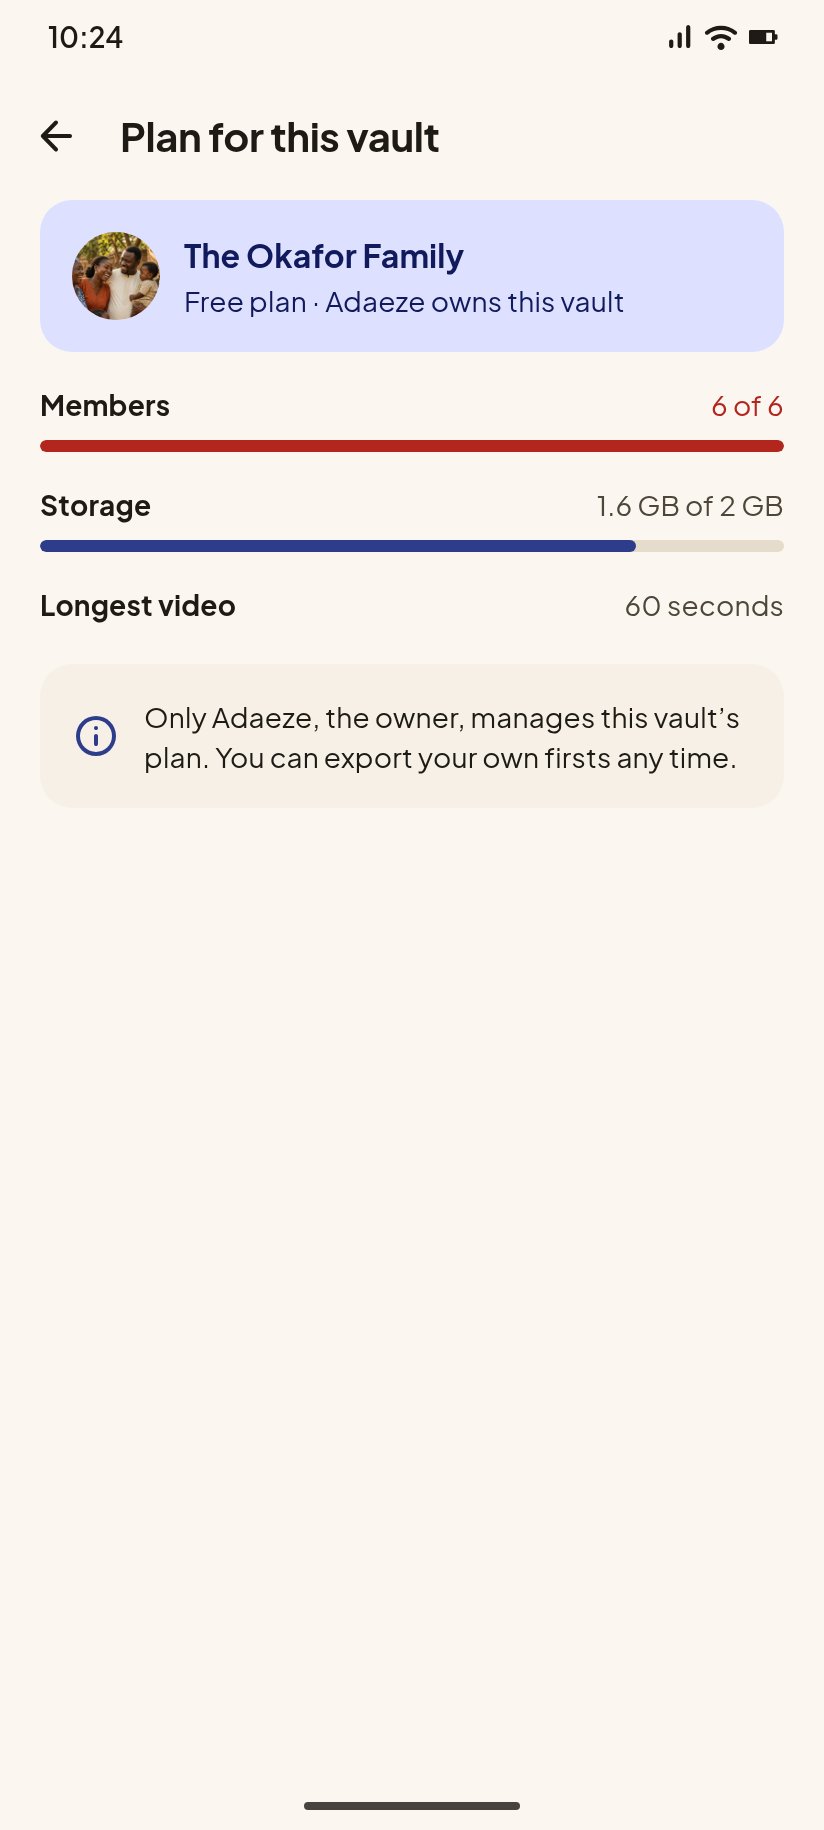 10:24
Plan for this vault
The Okafor Family
Free plan · Adaeze owns this vault
Members 6 of 6
Storage 1.6 GB of 2 GB
Longest video 60 seconds
Only Adaeze, the owner, manages this vault’s
plan. You can export your own firsts any time.